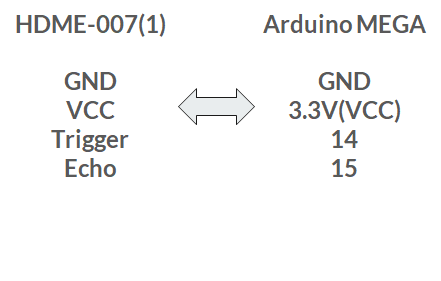 HDME-007(1) Arduino MEGA
GND GND
VCC 3.3V(VCC)
Trigger 14
Echo 15